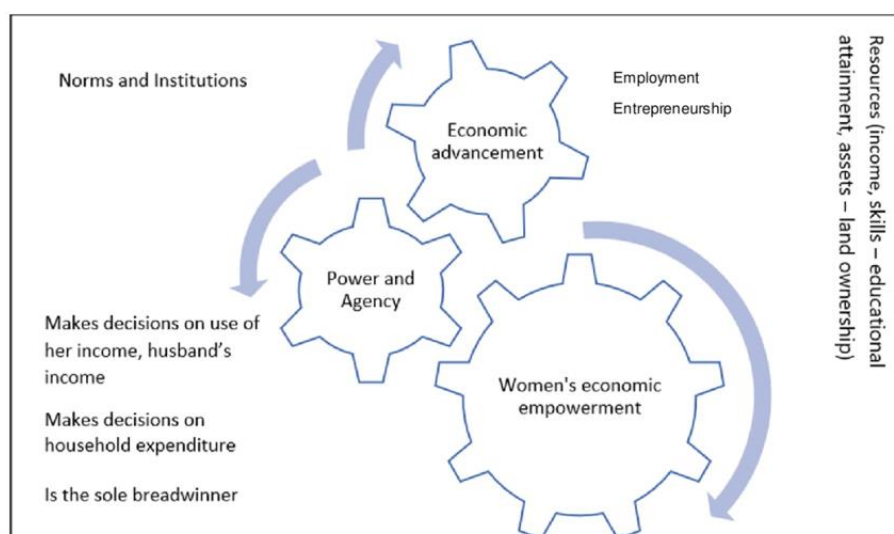 Norms and Institutions
Economic
advancement
Employment
Entrepreneurship
Power and
Agency
Makes decisions on use of
her income, husband's
income
Makes decisions on
household expenditure
Is the sole breadwinner
Women's economic
empowerment
Resources (income, skills – educational
attainment, assets – land ownership)